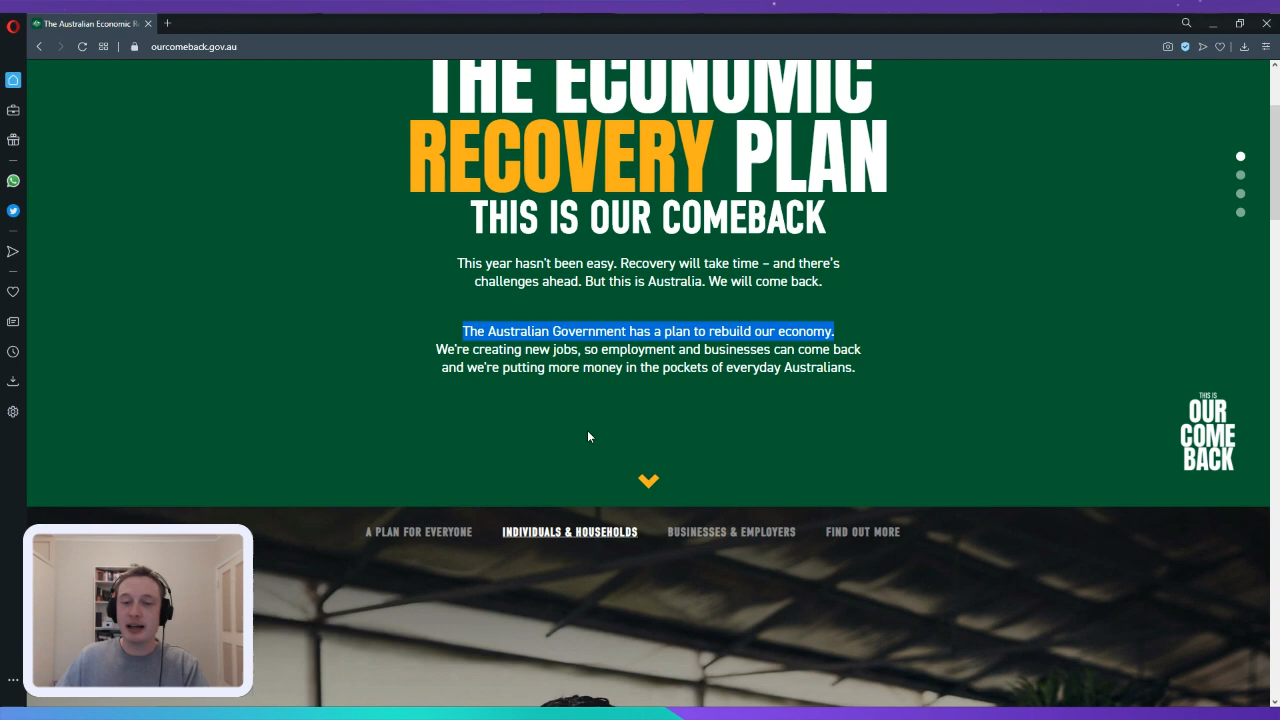 The Australian Economic R
ourcomeback.gov.au
THE ECONOMIC
RECOVERY PLAN
THIS IS OUR COMEBACK
This year hasn't been easy. Recovery will take time – and there's
challenges ahead. But this is Australia. We will come back.
The Australian Government has a plan to rebuild our economy.
We're creating new jobs, so employment and businesses can come back
and we're putting more money in the pockets of everyday Australians.
THIS IS
OUR
COME
BACK
A PLAN FOR EVERYONE INDIVIDUALS & HOUSEHOLDS BUSINESSES & EMPLOYERS FIND OUT MORE